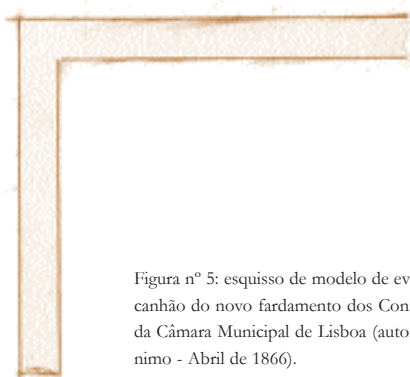 Figura nº 5: esquisso de modelo de ev
canhão do novo fardamento dos Con
da Câmara Municipal de Lisboa (auto
nimo - Abril de 1866).